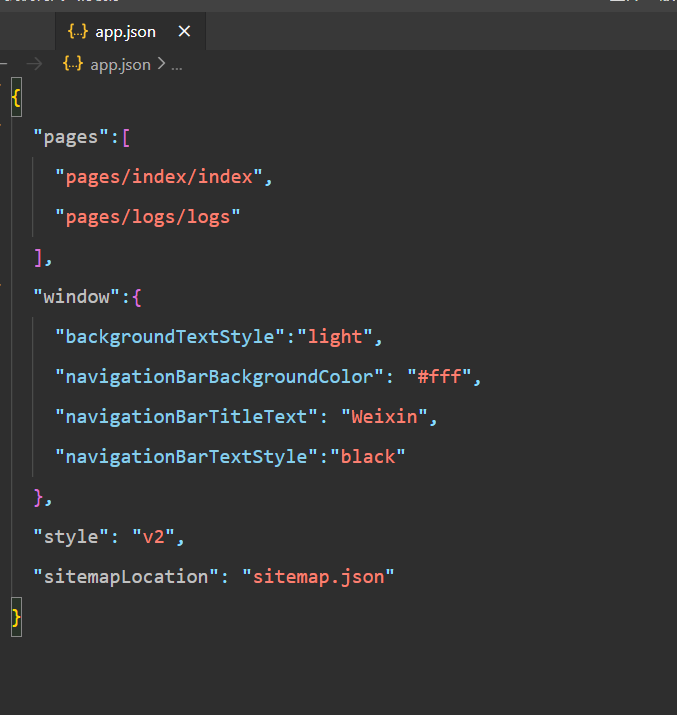 app.json
app.json > ...
{
"pages":[
"pages/index/index",
"pages/logs/logs"
],
"window":{
"backgroundTextStyle":"light",
"navigationBarBackgroundColor": "#fff",
"navigationBarTitleText": "Weixin",
"navigationBarTextStyle":"black"
},
"style": "v2",
"sitemapLocation": "sitemap.json"
}